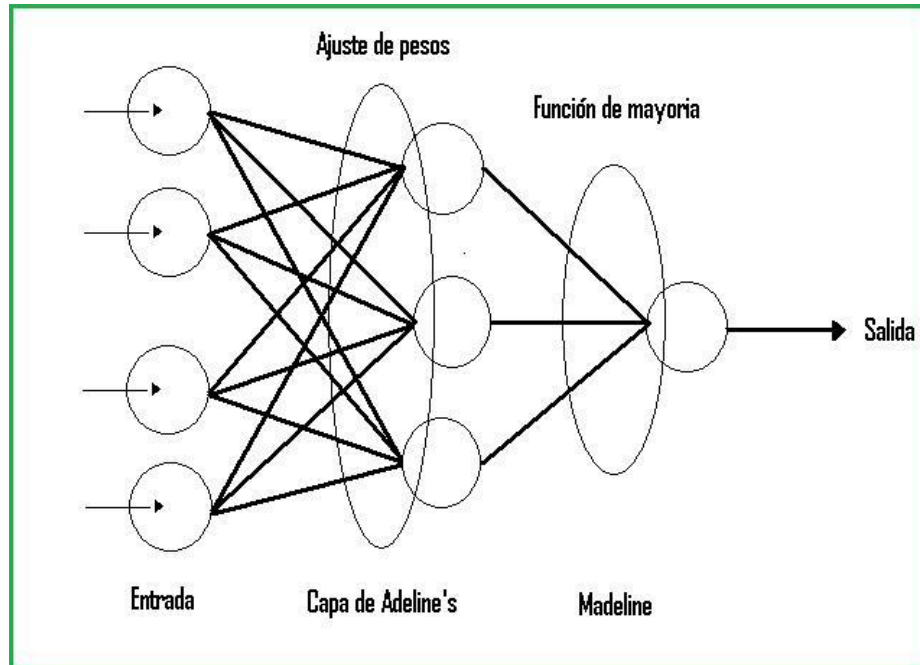 Ajuste de pesos
Función de mayoria
Salida
Entrada
Capa de Adeline's
Madeline